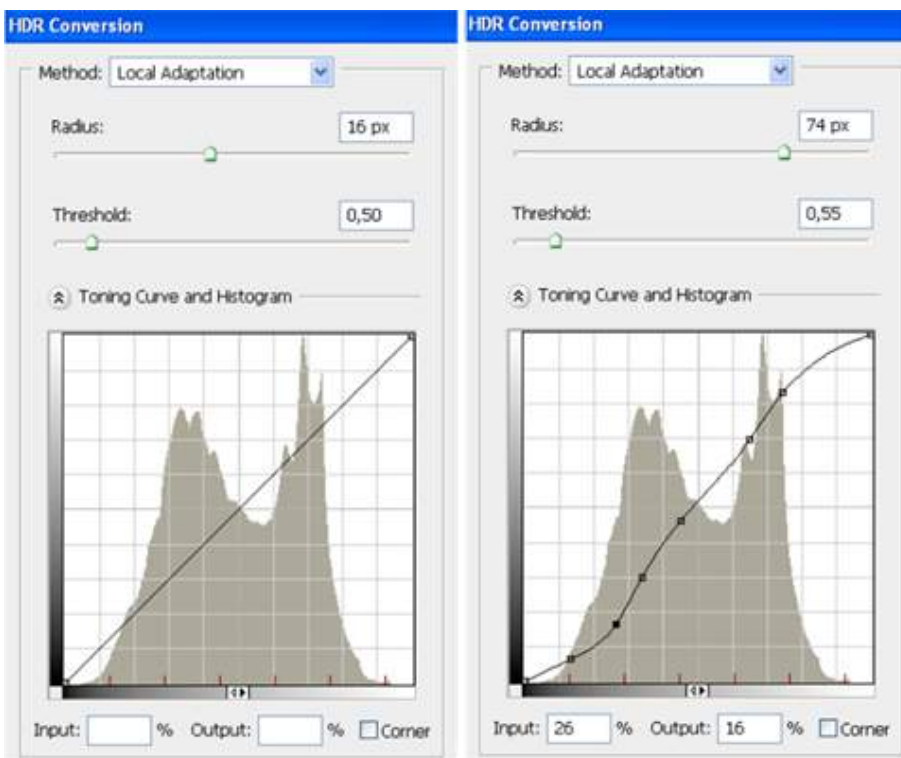 HDR Conversion
Method: Local Adaptation
Radius: 16 px
Threshold: 0,50
Toning Curve and Histogram
Input: % Output: % Corner
HDR Conversion
Method: Local Adaptation
Radius: 74 px
Threshold: 0,55
Toning Curve and Histogram
Input: 26 % Output: 16 % Corner